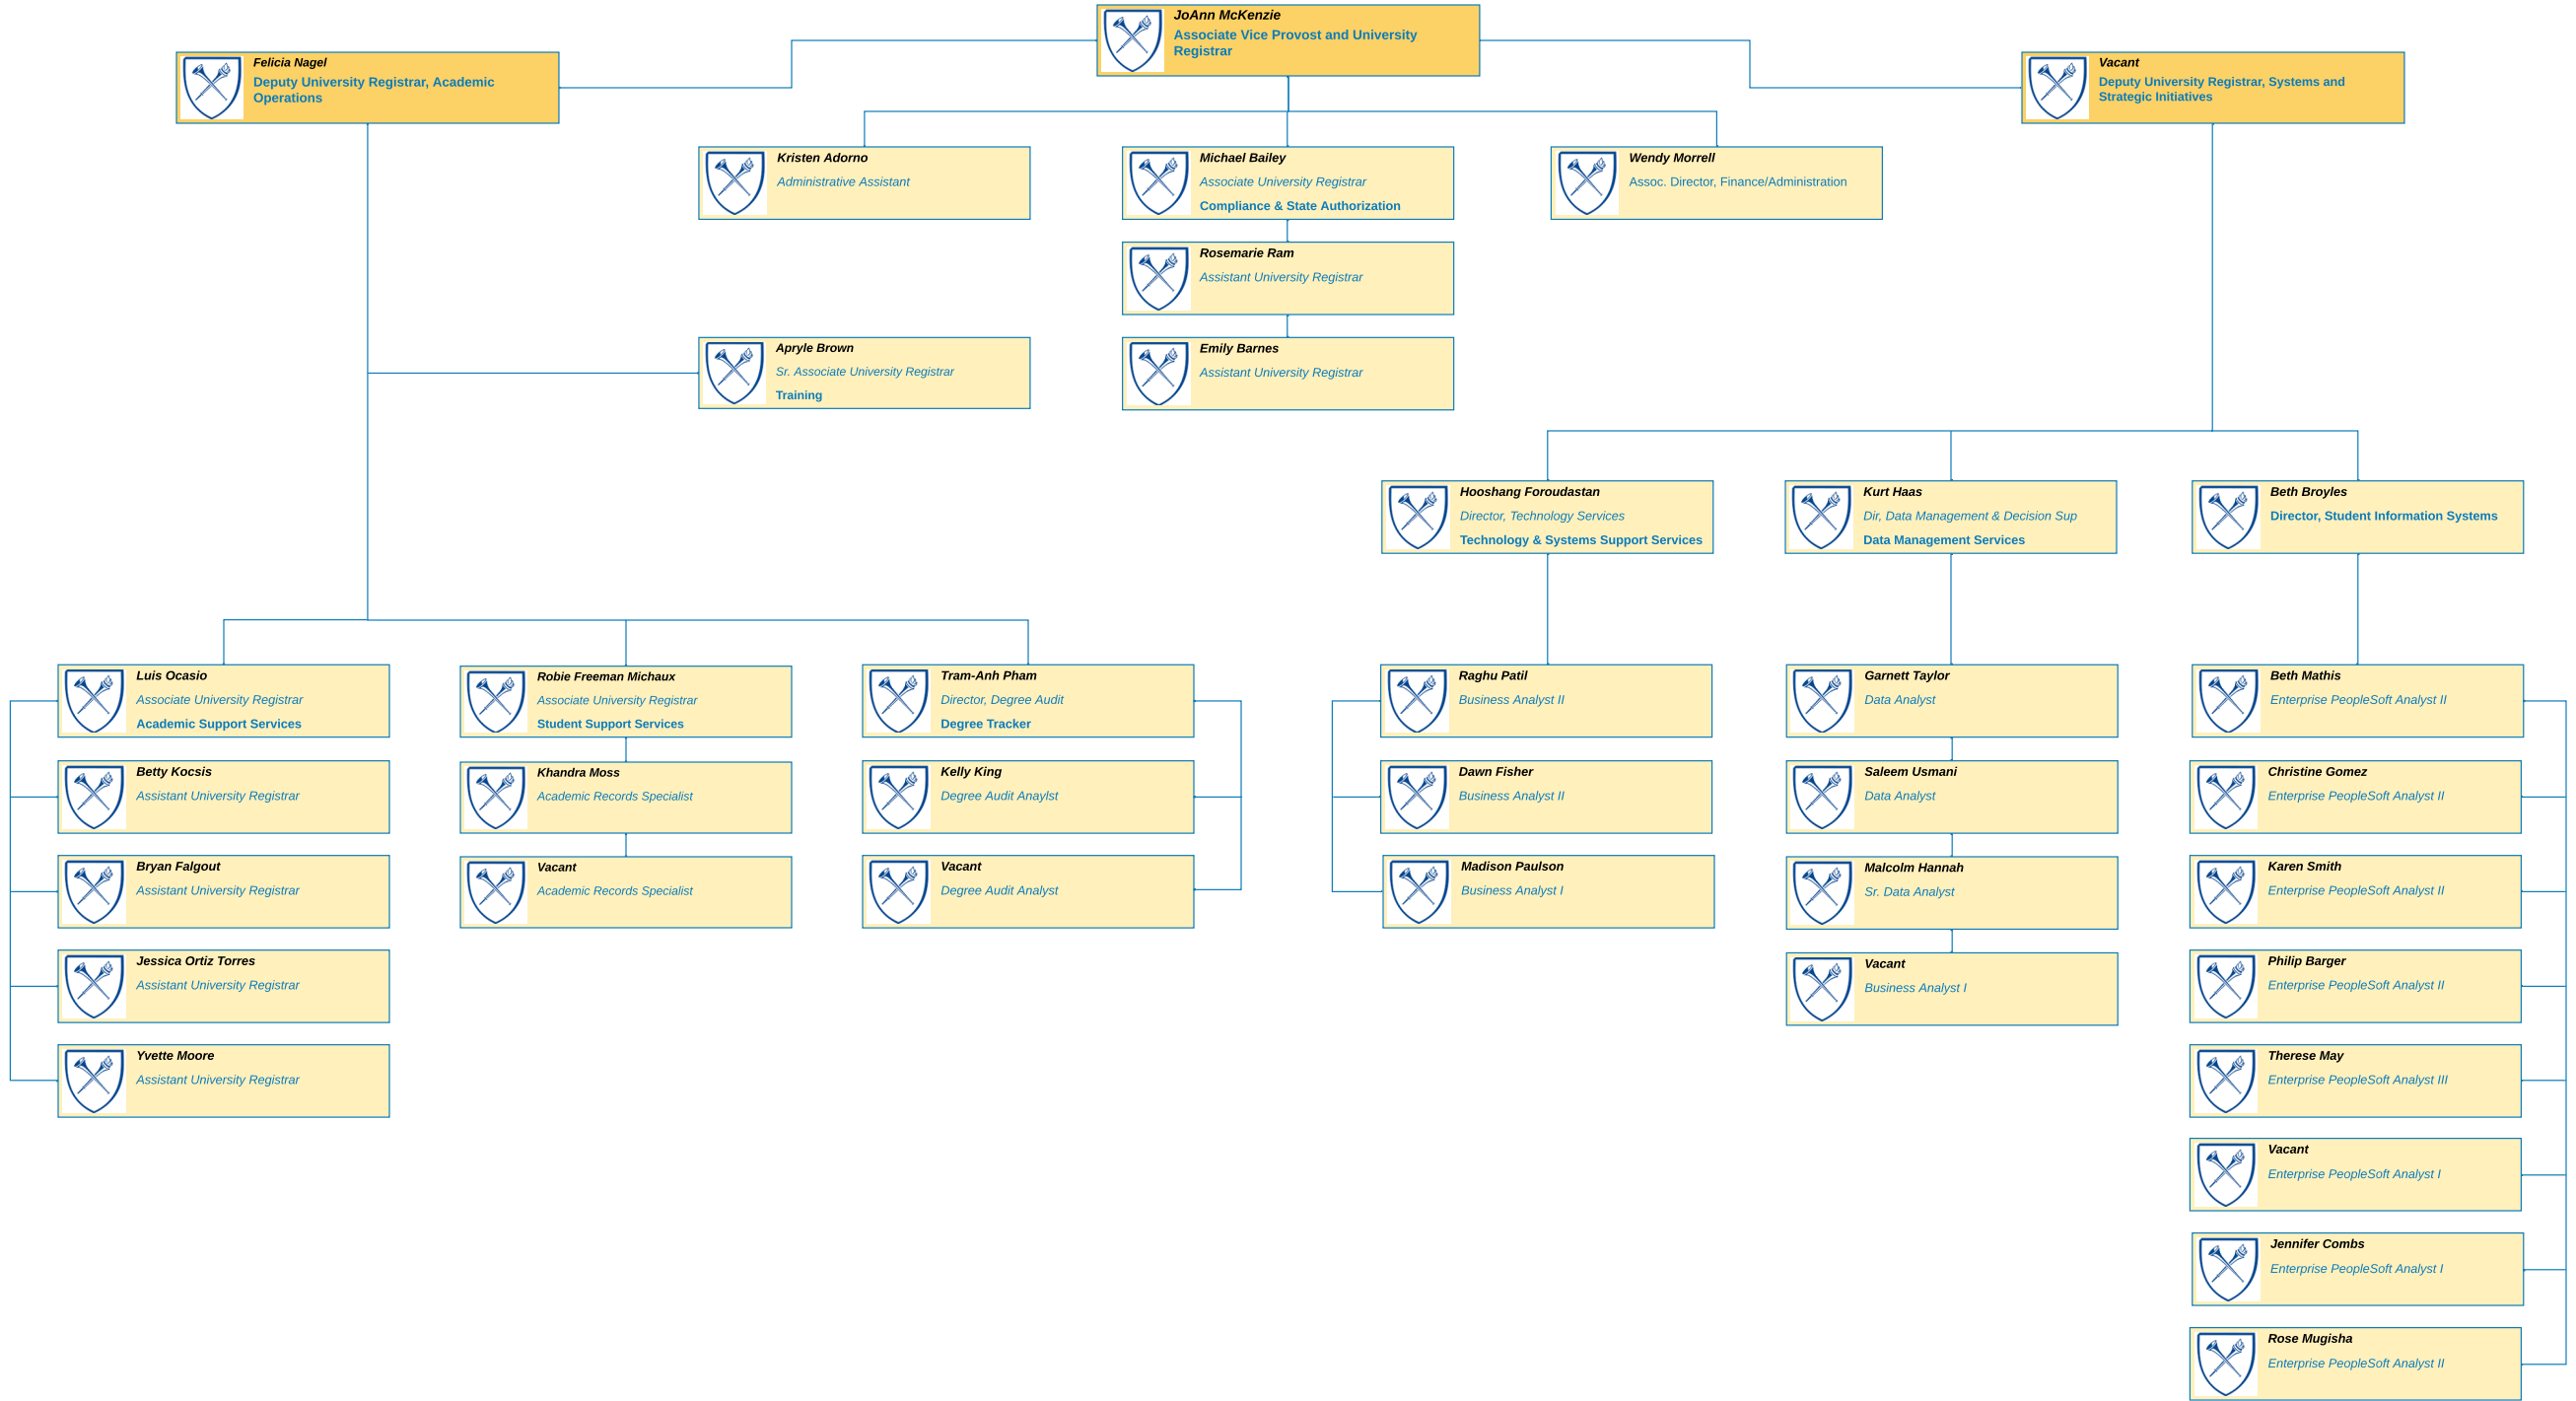 JoAnn McKenzie
Associate Vice Provost and University
Registrar
Felicia Nagel
Deputy University Registrar, Academic
Operations
Vacant
Deputy University Registrar, Systems and
Strategic Initiatives
Kristen Adorno
Administrative Assistant
Michael Bailey
Associate University Registrar
Compliance & State Authorization
Wendy Morrell
Assoc. Director, Finance/Administration
Rosemarie Ram
Assistant University Registrar
Apryle Brown
Sr. Associate University Registrar
Training
Emily Barnes
Assistant University Registrar
Hooshang Foroudastan
Director, Technology Services
Technology & Systems Support Services
Kurt Haas
Dir, Data Management & Decision Sup
Data Management Services
Beth Broyles
Director, Student Information Systems
Luis Ocasio
Associate University Registrar
Academic Support Services
Robie Freeman Michaux
Associate University Registrar
Student Support Services
Tram-Anh Pham
Director, Degree Audit
Degree Tracker
Raghu Patil
Business Analyst II
Garnett Taylor
Data Analyst
Beth Mathis
Enterprise PeopleSoft Analyst II
Betty Kocsis
Assistant University Registrar
Khandra Moss
Academic Records Specialist
Kelly King
Degree Audit Anaylst
Dawn Fisher
Business Analyst II
Saleem Usmani
Data Analyst
Christine Gomez
Enterprise PeopleSoft Analyst II
Bryan Falgout
Assistant University Registrar
Vacant
Academic Records Specialist
Vacant
Degree Audit Analyst
Madison Paulson
Business Analyst I
Malcolm Hannah
Sr. Data Analyst
Karen Smith
Enterprise PeopleSoft Analyst II
Jessica Ortiz Torres
Assistant University Registrar
Vacant
Business Analyst I
Philip Barger
Enterprise PeopleSoft Analyst II
Yvette Moore
Assistant University Registrar
Therese May
Enterprise PeopleSoft Analyst III
Vacant
Enterprise PeopleSoft Analyst I
Jennifer Combs
Enterprise PeopleSoft Analyst I
Rose Mugisha
Enterprise PeopleSoft Analyst II